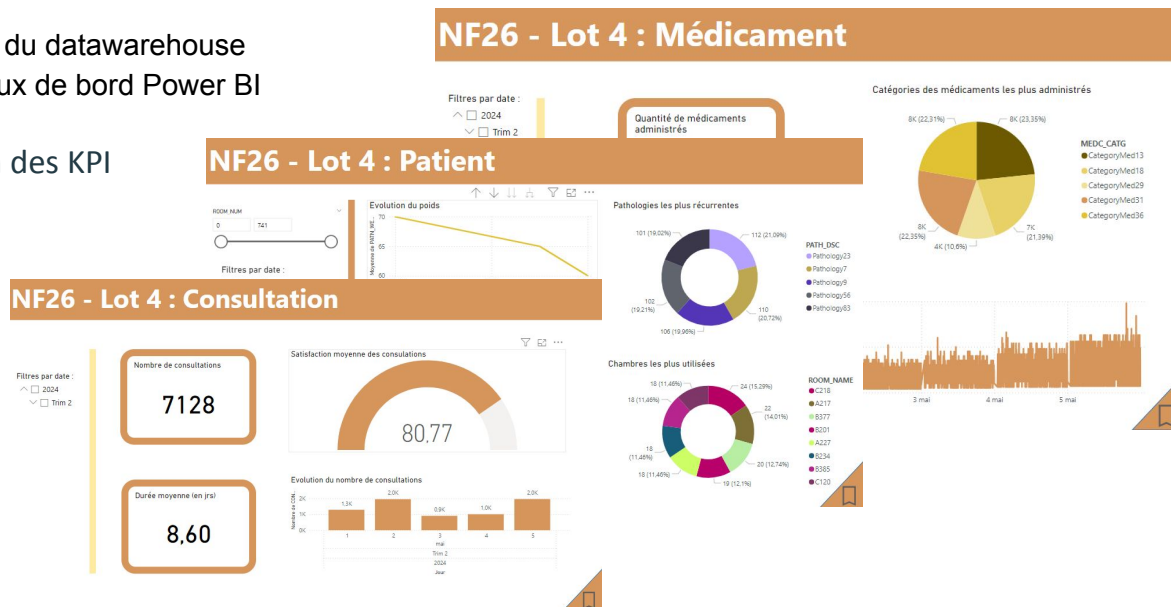 du datawarehouse
ux de bord Power BI
des KPI
NF26 - Lot 4 : Médicament
Filtres par date :
2024
Trim 2
Quantité de médicaments
administrés
Catégories des médicaments les plus administrés
8K (22,31%)
8K (23,35%)
8K
(22,35%)
4K (10,6%)
7K
(21,39%)
MEDC_CATG
CategoryMed13
CategoryMed18
CategoryMed29
CategoryMed31
CategoryMed36
3 mai
4 mai
5 mai
NF26 - Lot 4 : Patient
ROOM_NUM
0
741
Filtres par date :
Evolution du poids
Moyenne de PATH_WE...
70
65
60
Pathologies les plus récurrentes
101 (19,02%)
112 (21,09%)
102
(19,21%)
110
(20,72%)
106 (19,96%)
PATH_DSC
Pathology23
Pathology7
Pathology9
Pathology56
Pathology83
Chambres les plus utilisées
18 (11,46%)
24 (15,29%)
18 (11,46%)
22
(14,01%)
18
(11,46%)
20 (12,74%)
18 (11,46%)
19 (12,1%)
ROOM_NAME
C218
A217
B377
B201
A227
B234
B385
C120
NF26 - Lot 4 : Consultation
Filtres par date :
2024
Trim 2
Nombre de consultations
7128
Durée moyenne (en jrs)
8,60
Satisfaction moyenne des consulations
80,77
Evolution du nombre de consultations
Nombre de CON...
2K
1K
0K
1.3K
2.0K
0.9K
1.0K
2.0K
1
2
3
4
5
mai
Trim 2
2024
Jour